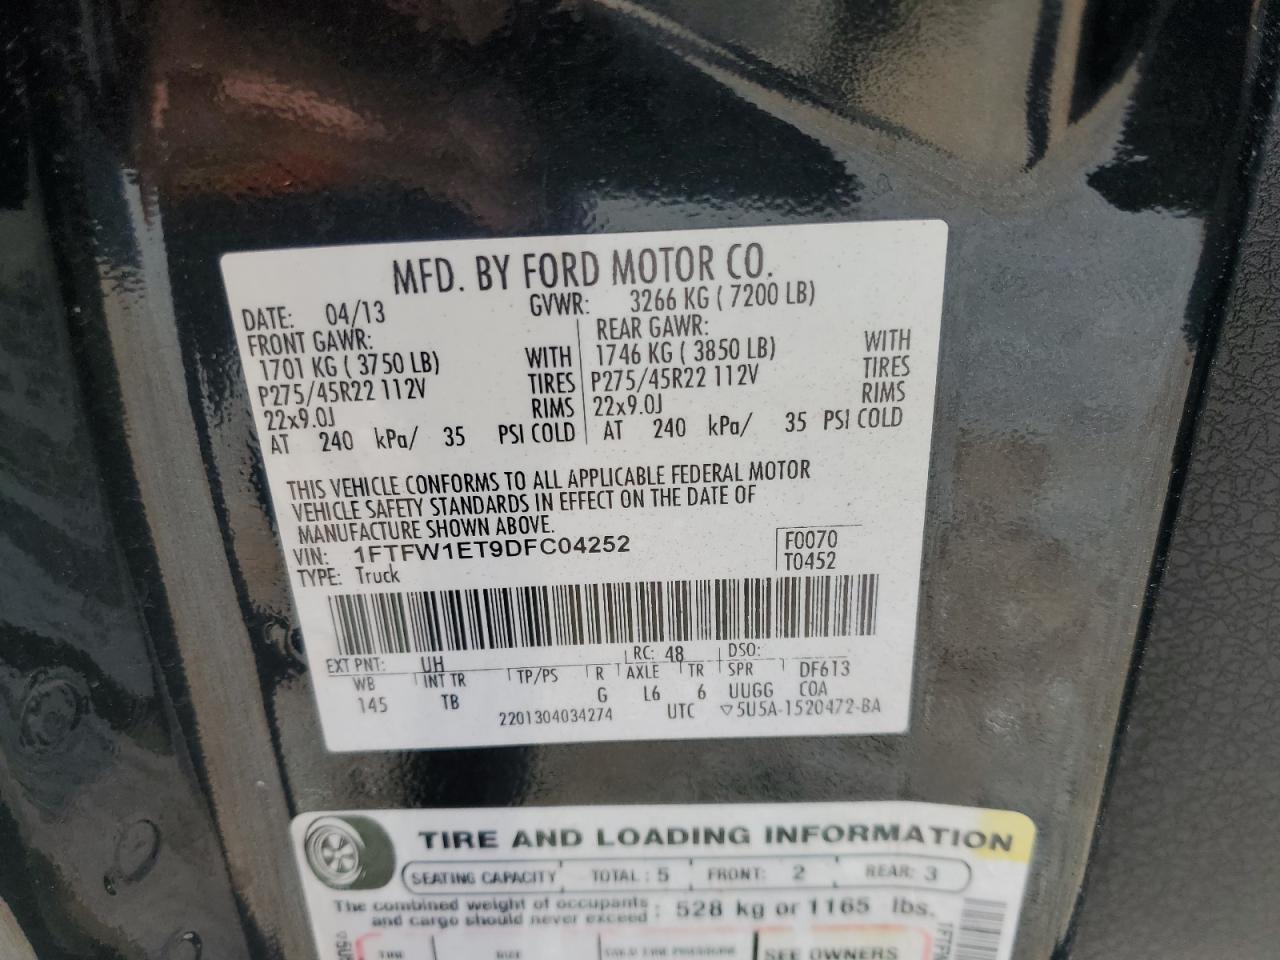 MFD. BY FORD MOTOR CO.
DATE: 04/13 GVWR: 3266 KG ( 7200 LB)
FRONT GAWR: REAR GAWR:
1701 KG ( 3750 LB) WITH 1746 KG ( 3850 LB) WITH
P275/45R22 112V TIRES P275/45R22 112V TIRES
22x9.0J RIMS 22x9.0J RIMS
AT 240 kPa/ 35 PSI COLD AT 240 kPa/ 35 PSI COLD
THIS VEHICLE CONFORMS TO ALL APPLICABLE FEDERAL MOTOR
VEHICLE SAFETY STANDARDS IN EFFECT ON THE DATE OF
MANUFACTURE SHOWN ABOVE.
VIN: 1FTFW1ET9DFC04252 F0070
TYPE: Truck T0452
EXT PNT: UH RC: 48 DSO:
WB INT TR TP/PS R AXLE TR SPR DF613
145 TB G L6 6 UUGG COA
2201304034274 UTC ▽5U5A-1520472-BA
TIRE AND LOADING INFORMATION
SEATING CAPACITY TOTAL : 5 FRONT: 2 REAR: 3
The combined weight of occupants
and cargo should never exceed : 528 kg or 1165 lbs.
TIRE SIZE COLD TIRE PRESSURE SEE OWNERS